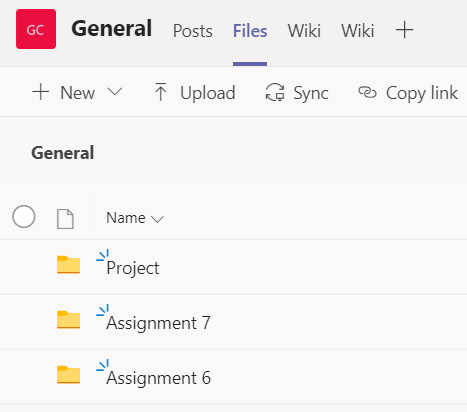 GC General Posts Files Wiki Wiki
New Upload Sync Copy link
General
Name
Project
Assignment 7
Assignment 6